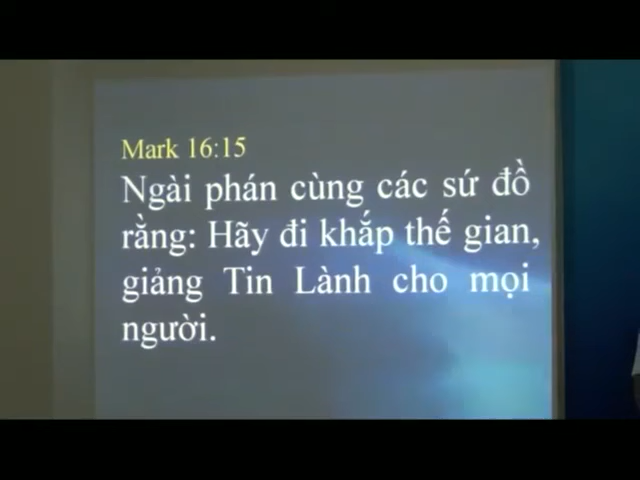 Mark 16:15
Ngài phán cùng các sứ đồ
rằng: Hãy đi khắp thế gian,
giảng Tin Lành cho mọi
người.